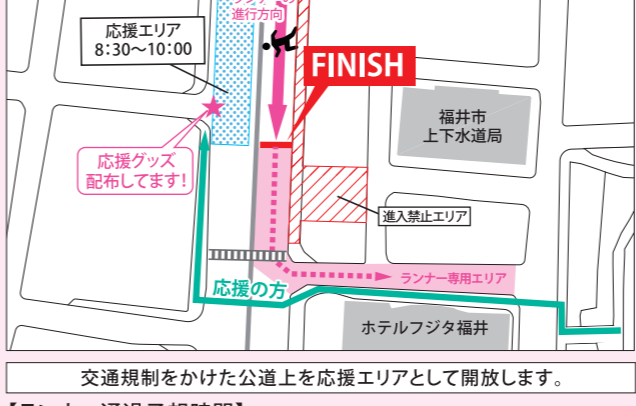 進行方向
応援エリア
8:30～10:00
FINISH
福井市
上下水道局
応援グッズ
配布してます!
進入禁止エリア
ランナー専用エリア
応援の方
ホテルフジタ福井
交通規制をかけた公道上を応援エリアとして開放します。